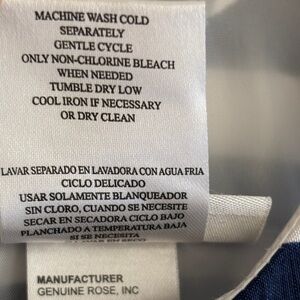 MACHINE WASH COLD
SEPARATELY
GENTLE CYCLE
ONLY NON-CHLORINE BLEACH
WHEN NEEDED
TUMBLE DRY LOW
COOL IRON IF NECESSARY
OR DRY CLEAN
LAVAR SEPARADO EN LAVADORA CON AGUA FRIA
CICLO DELICADO
USAR SOLAMENTE BLANQUEADOR
SIN CLORO, CUANDO SE NECESITE
SECAR EN SECADORA CICLO BAJO
PLANCHADO A TEMPERATURA BAJA
SI SE NECESITA
EN SECO
MANUFACTURER
GENUINE ROSE, INC